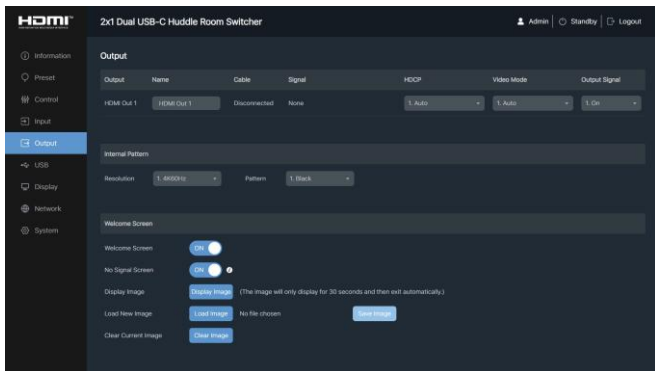 HDMI
2x1 Dual USB-C Huddle Room Switcher
Admin
Standby
Logout
Information
Preset
Control
Input
Output
USB
Display
Network
System
Output
Output Name Cable Signal HDCP Video Mode Output Signal
HDMI Out 1 HDMI Out 1 Disconnected None 1. Auto 1. Auto 1. On
Internal Pattern
Resolution 1. 4K60Hz Pattern 1. Black
Welcome Screen
Welcome Screen ON
No Signal Screen ON
Display Image Display Image (The image will only display for 30 seconds and then exit automatically.)
Load New Image Load Image No file chosen Save Image
Clear Current Image Clear Image